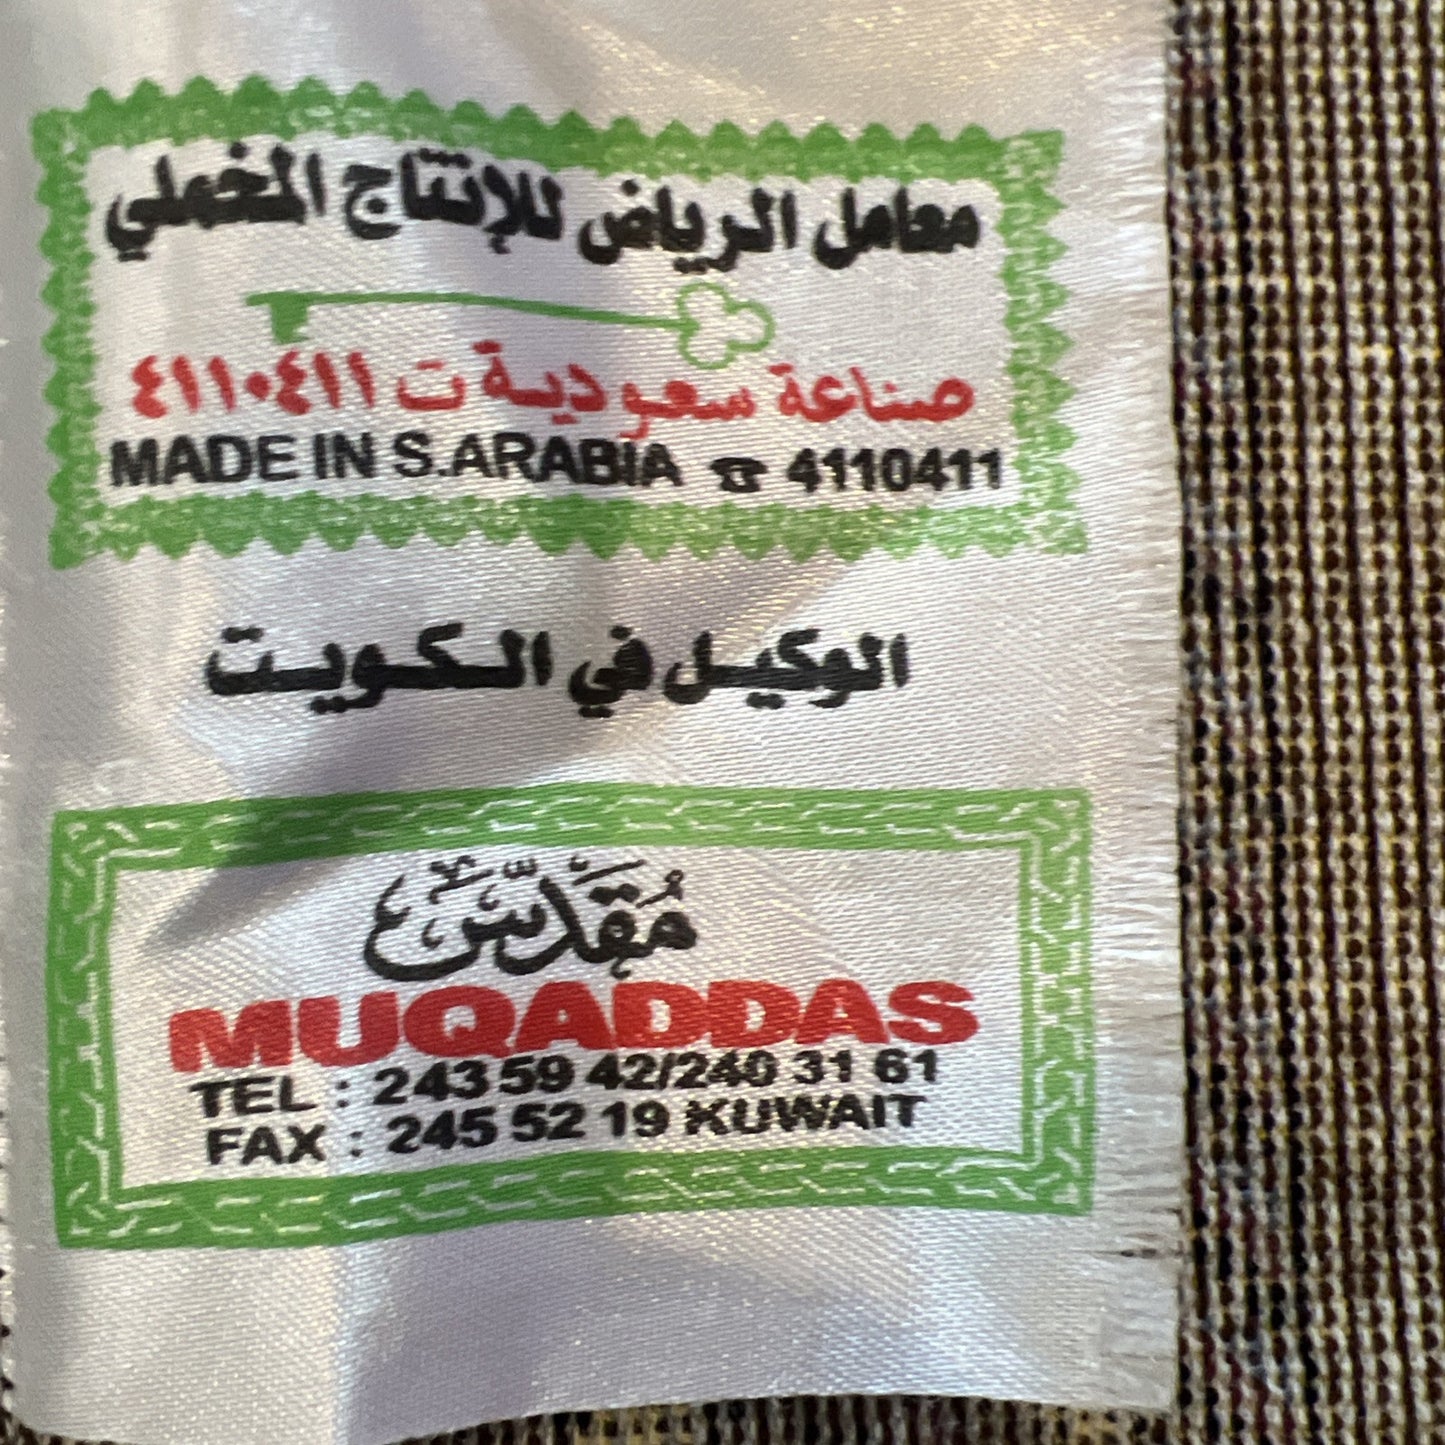 معامل الرياض للإنتاج المخملي
صناعة سعودية ت ٤١١٠٤١١
MADE IN S.ARABIA ☎ 4110411
الوكيل في الكويت
مُقَدَّس
MUQADDAS
TEL : 243 59 42/240 31 61
FAX : 245 52 19 KUWAIT